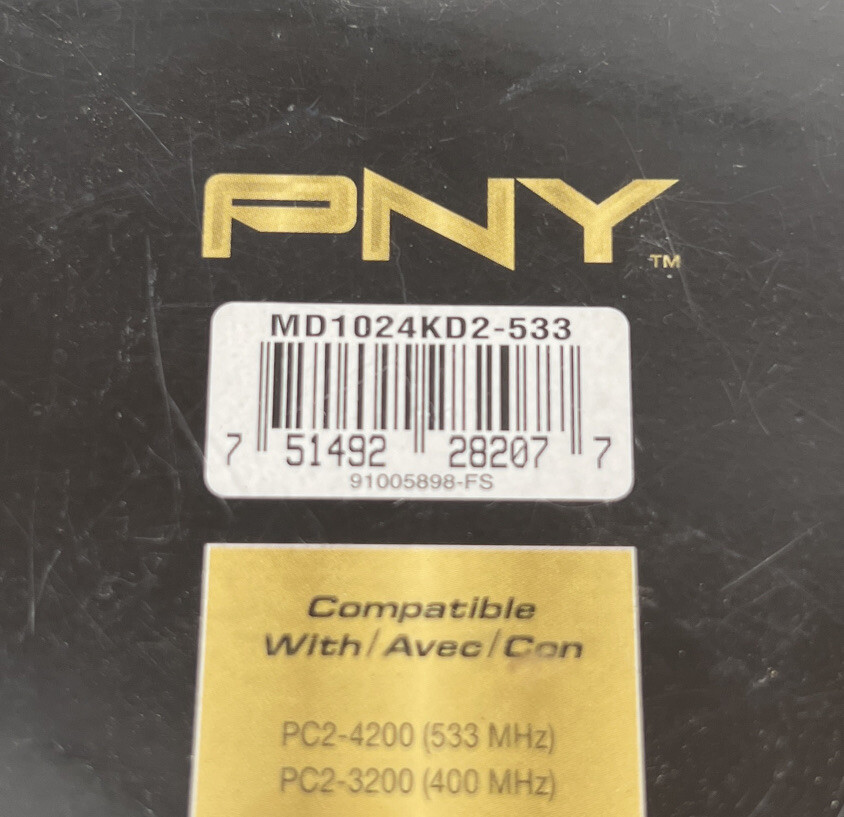 PNY™
MD1024KD2-533
7 51492 28207 7
91005898-FS
Compatible
With/Avec/Con
PC2-4200 (533 MHz)
PC2-3200 (400 MHz)